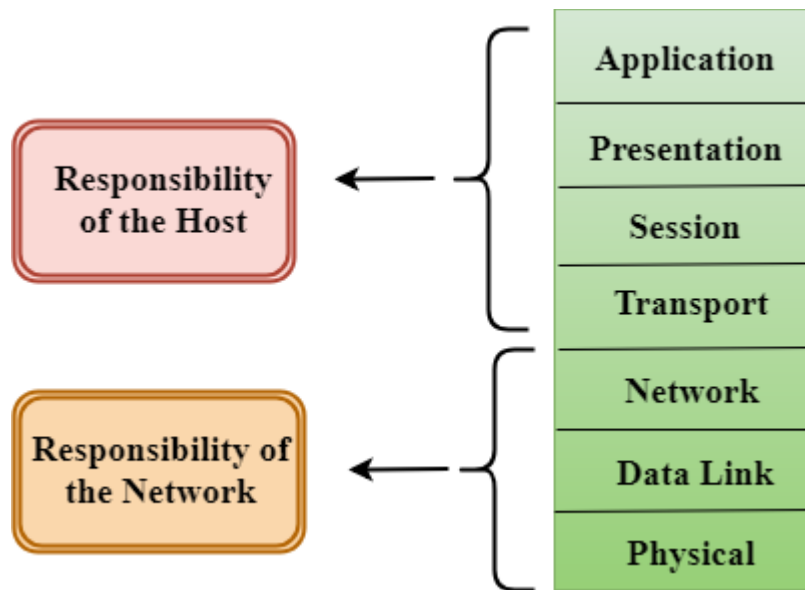 Application
Presentation
Session
Transport
Network
Data Link
Physical
Responsibility
of the Host
Responsibility of
the Network